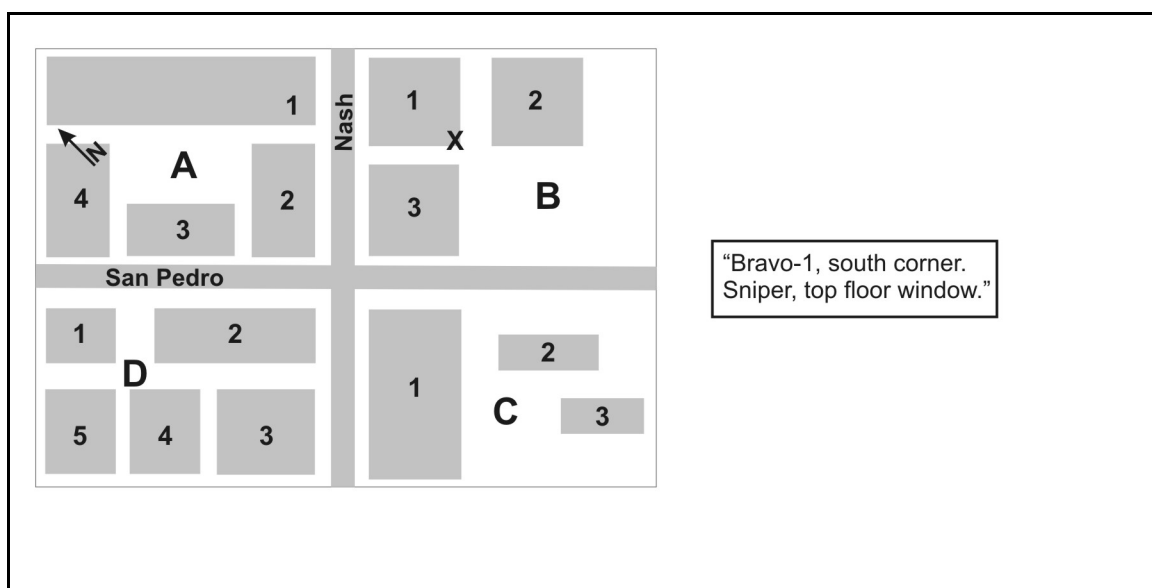 1
N
A
4
3
2
Nash
1
2
X
3
B
San Pedro
1
2
D
5
4
3
1
2
C
3
“Bravo-1, south corner.
Sniper, top floor window.”